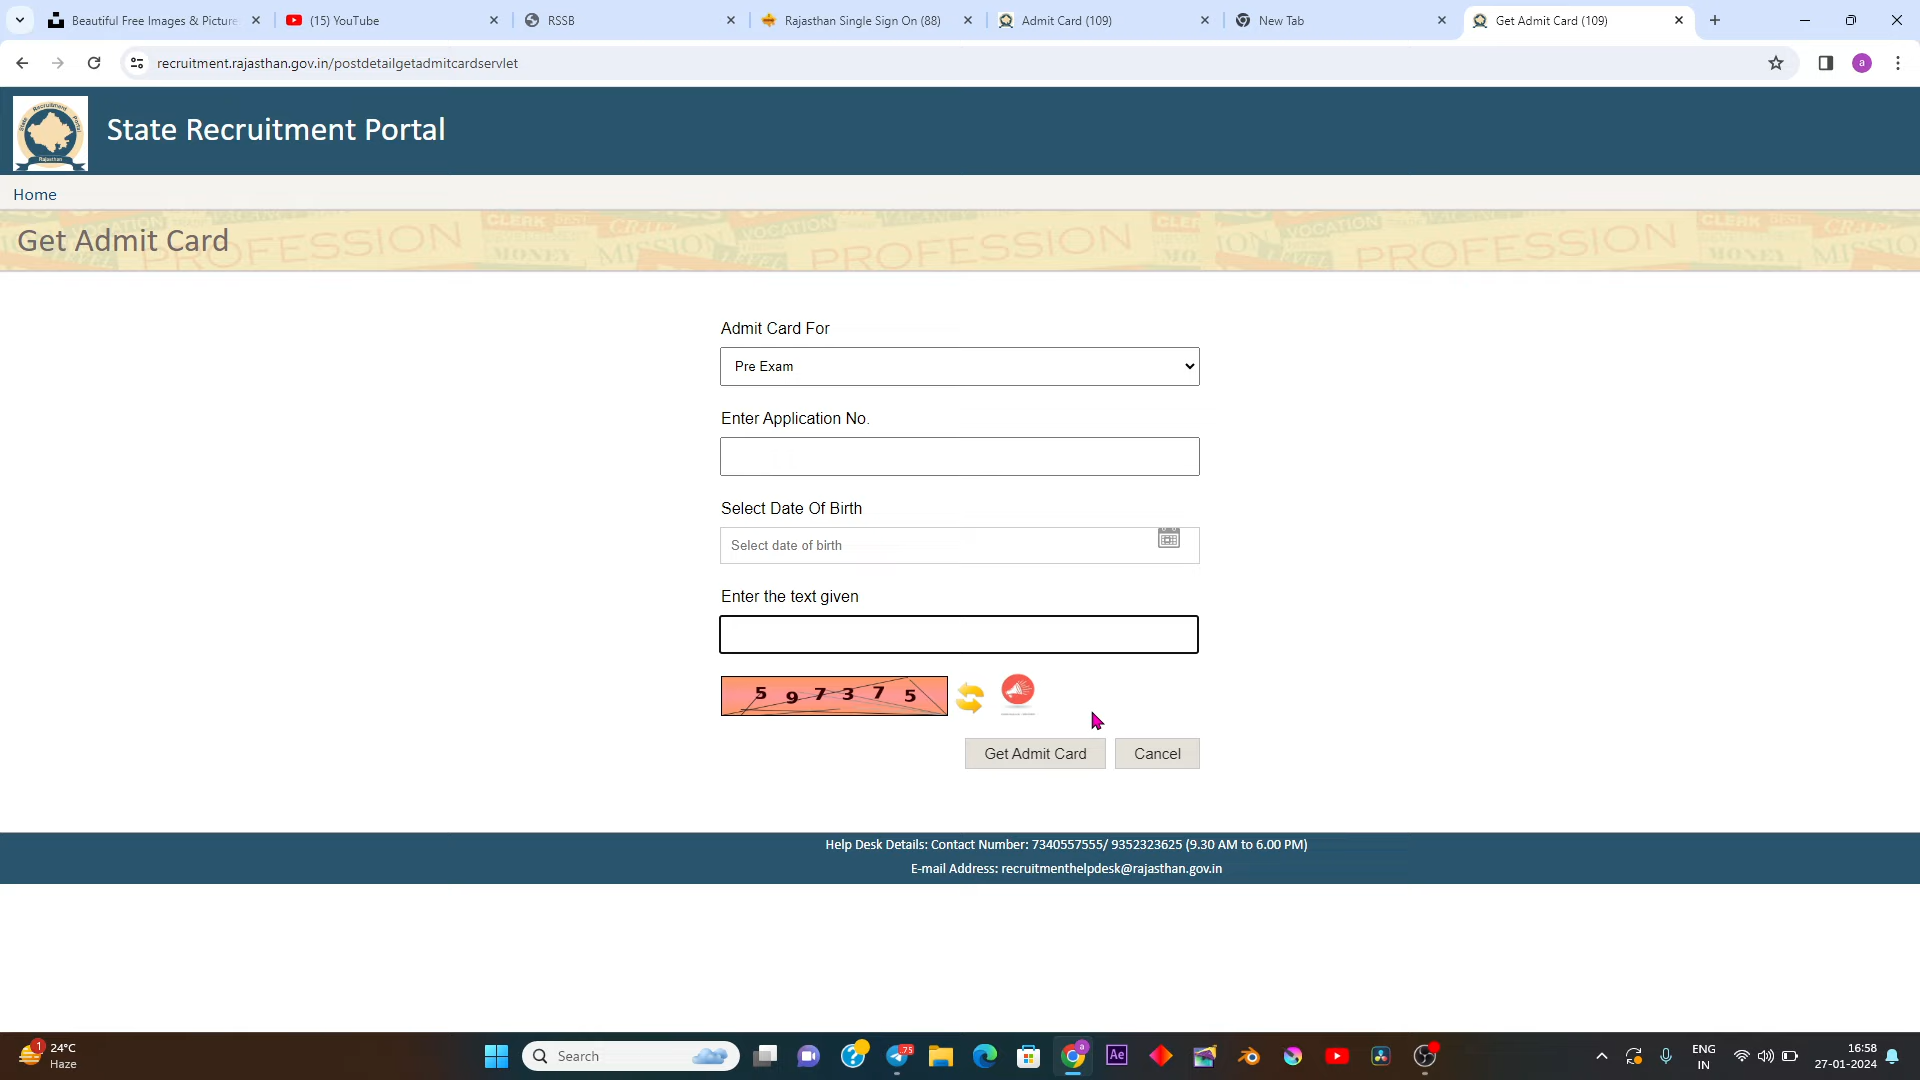 Beautiful Free Images & Picture
(15) YouTube
RSSB
Rajasthan Single Sign On (88)
Admit Card (109)
New Tab
Get Admit Card (109)
recruitment.rajasthan.gov.in/postdetailgetadmitcardservlet
a
State Recruitment Portal
Home
Get Admit Card
Admit Card For
Pre Exam
Enter Application No.
Select Date Of Birth
Select date of birth
Enter the text given
5 9 7 3 7 5
Get Admit Card
Cancel
Help Desk Details: Contact Number: 7340557555/ 9352323625 (9.30 AM to 6.00 PM)
E-mail Address: recruitmenthelpdesk@rajasthan.gov.in
1
24°C
Haze
Search
75
a
Ae
ENG
IN
16:58
27-01-2024